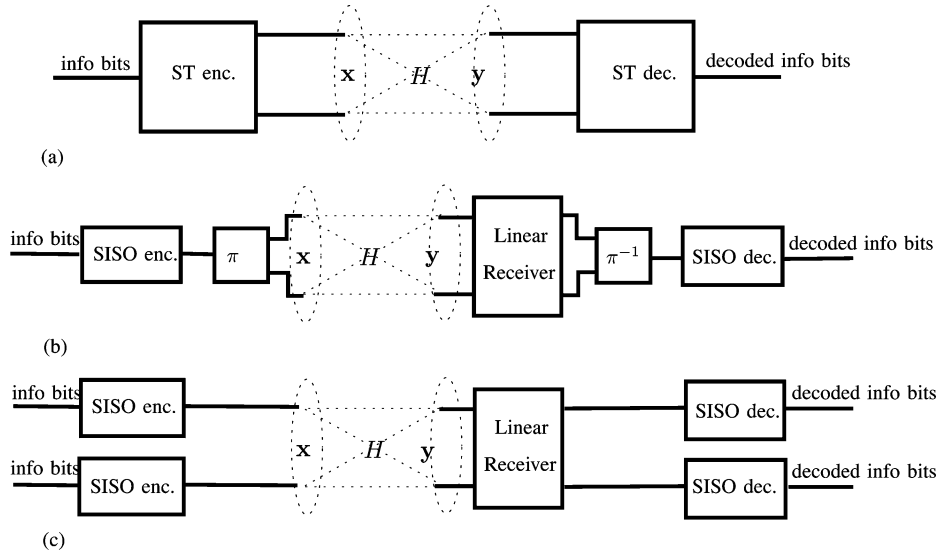 info bits ST enc. x H y ST dec. decoded info bits
(a)
info bits SISO enc. π x H y Linear Receiver π⁻¹ SISO dec. decoded info bits
(b)
info bits SISO enc. SISO dec. decoded info bits
x H y Linear Receiver
info bits SISO enc. SISO dec. decoded info bits
(c)